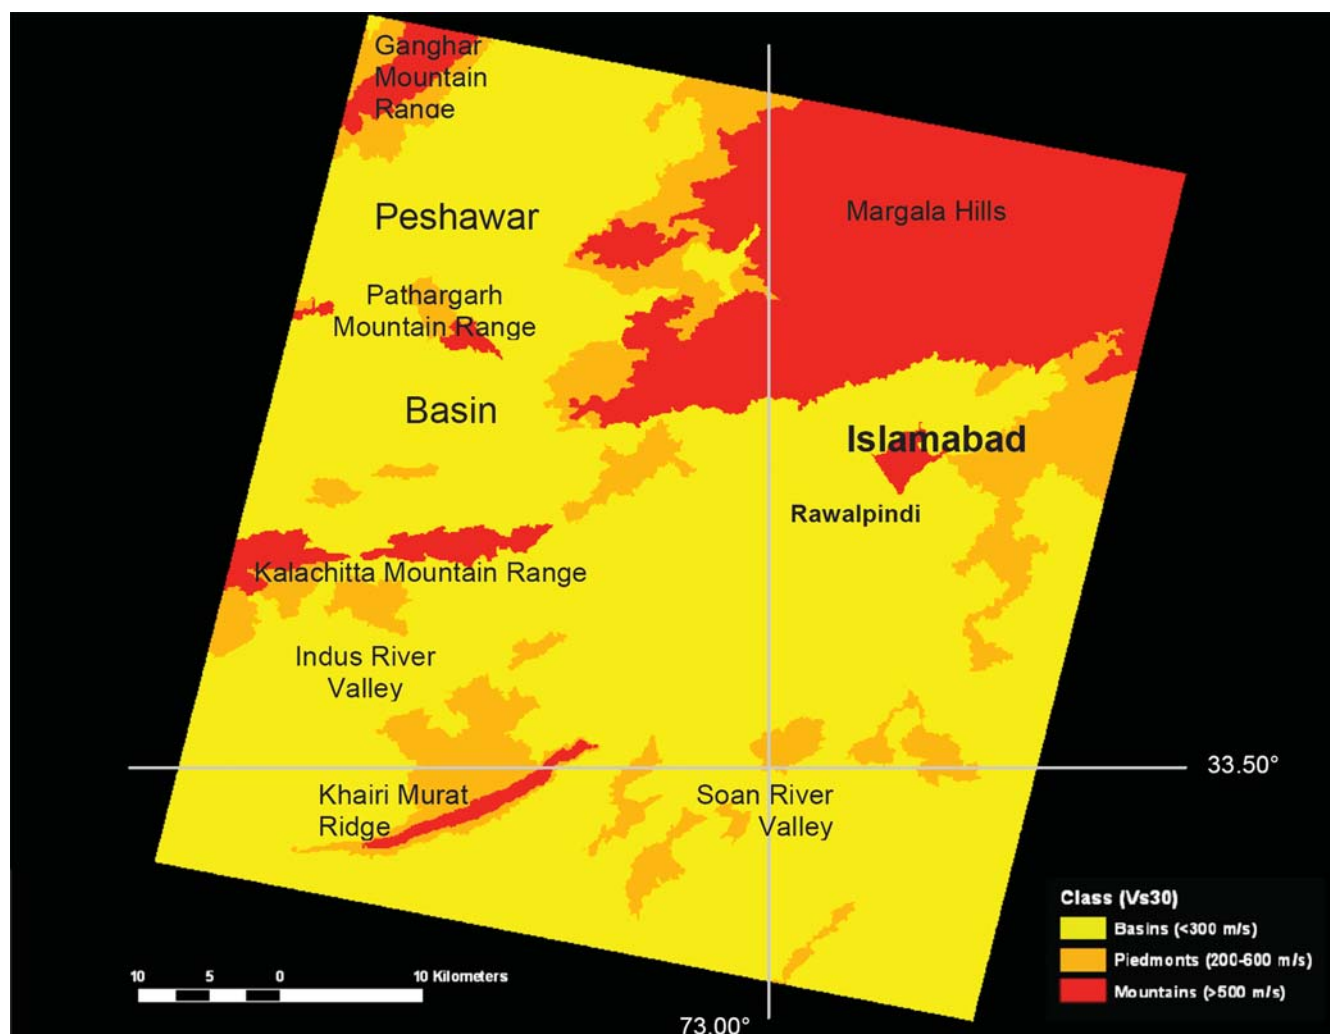 Ganghar
Mountain
Range
Peshawar
Margala Hills
Pathargarh
Mountain Range
Basin
Islamabad
Rawalpindi
Kalachitta Mountain Range
Indus River
Valley
33.50°
Khairi Murat
Ridge
Soan River
Valley
Class (Vs30)
Basins (<300 m/s)
Piedmonts (200-600 m/s)
Mountains (>500 m/s)
10 5 0 10 Kilometers
73.00°